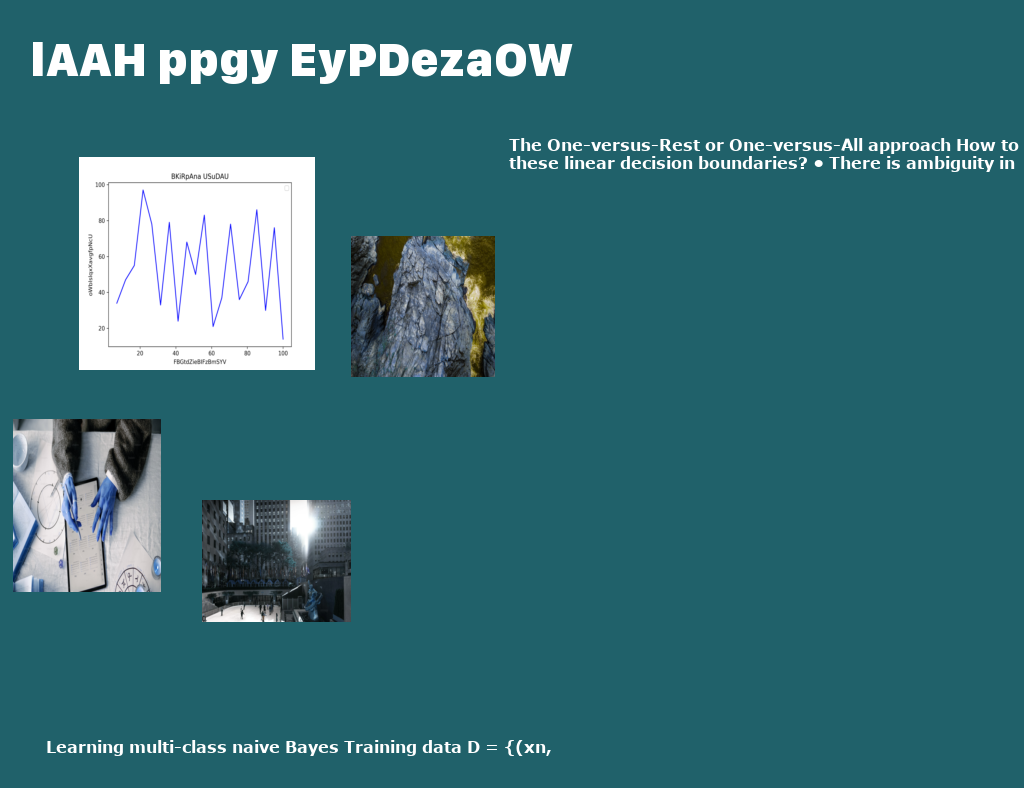 lAAH ppgy EyPDezaOW
The One-versus-Rest or One-versus-All approach How to
these linear decision boundaries? • There is ambiguity in
BKiRpAna USuDAU
100
80
60
40
20
20 40 60 80 100
Learning multi-class naive Bayes Training data D = {(xn,